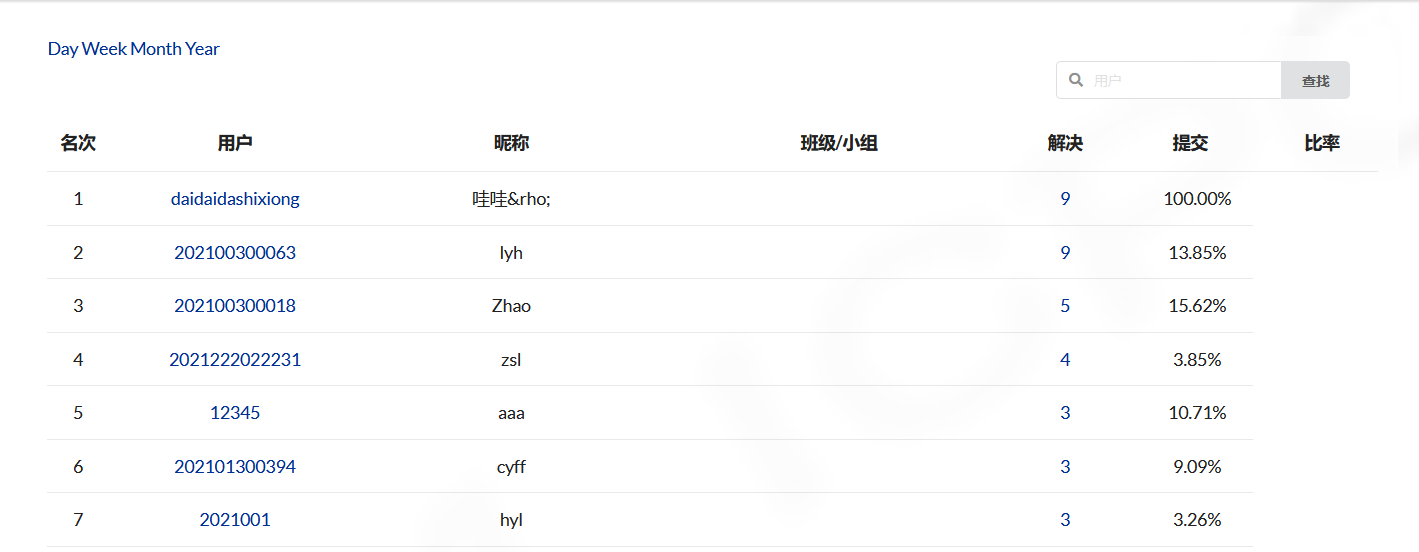 Day Week Month Year
用户 查找
名次 用户 昵称 班级/小组 解决 提交 比率
1 daidaidashixiong 哇哇&rho; 9 100.00%
2 202100300063 lyh 9 13.85%
3 202100300018 Zhao 5 15.62%
4 2021222022231 zsl 4 3.85%
5 12345 aaa 3 10.71%
6 202101300394 cyff 3 9.09%
7 2021001 hyl 3 3.26%